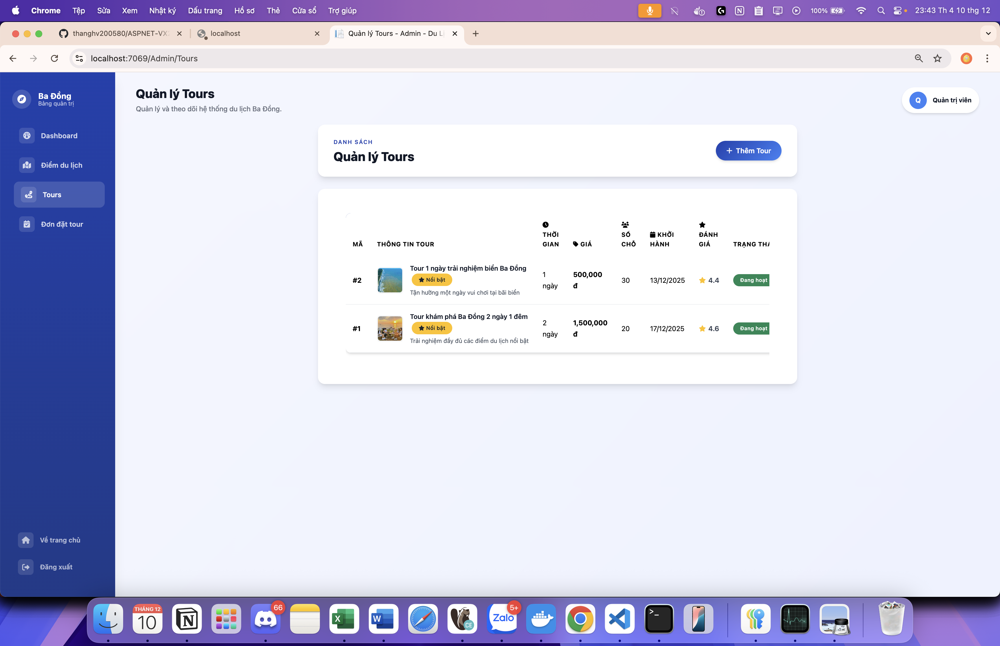 Chrome Tệp Sửa Xem Nhật ký Dấu trang Hồ sơ Thẻ Cửa sổ Trợ giúp 100% 23:43 Th 4 10 thg 12
thanghv200580/ASPNET-VX localhost Quản lý Tours - Admin - Du Lị
localhost:7069/Admin/Tours
Ba Đồng
Bảng quản trị
Dashboard
Điểm du lịch
Tours
Đơn đặt tour
Về trang chủ
Đăng xuất
Quản lý Tours
Quản lý và theo dõi hệ thống du lịch Ba Đồng.
Q Quản trị viên
DANH SÁCH
Quản lý Tours
+ Thêm Tour
MÃ THÔNG TIN TOUR THỜI GIAN GIÁ SỐ CHỖ KHỞI HÀNH ĐÁNH GIÁ TRẠNG THÁ
#2 Tour 1 ngày trải nghiệm biển Ba Đồng 1 ngày 500,000 đ 30 13/12/2025 4.4 Đang hoạt
Nổi bật
Tận hưởng một ngày vui chơi tại bãi biển
#1 Tour khám phá Ba Đồng 2 ngày 1 đêm 2 ngày 1,500,000 đ 20 17/12/2025 4.6 Đang hoạt
Nổi bật
Trải nghiệm đầy đủ các điểm du lịch nổi bật
THÁNG 12
10
66
X
W
CE
Zalo
5+
>_